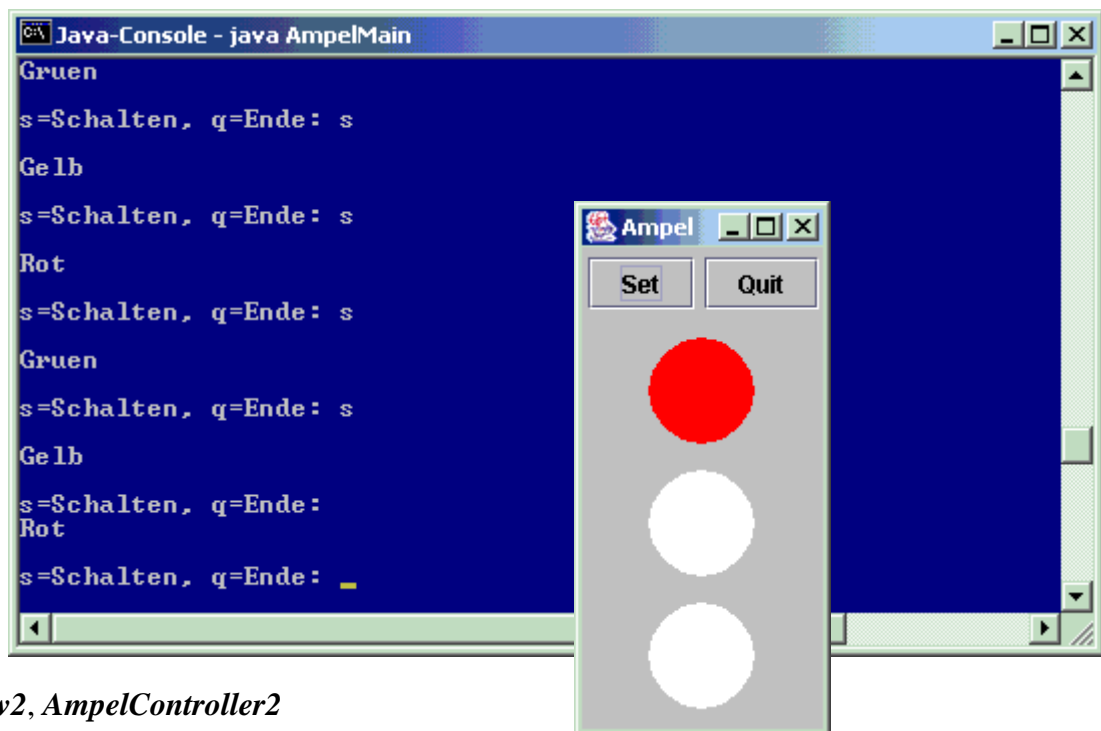 Java-Console - java AmpelMain
Gruen
s=Schalten, q=Ende: s
Gelb
s=Schalten, q=Ende: s
Rot
s=Schalten, q=Ende: s
Gruen
s=Schalten, q=Ende: s
Gelb
s=Schalten, q=Ende:
Rot
s=Schalten, q=Ende: _
Ampel
Set Quit
, AmpelController2